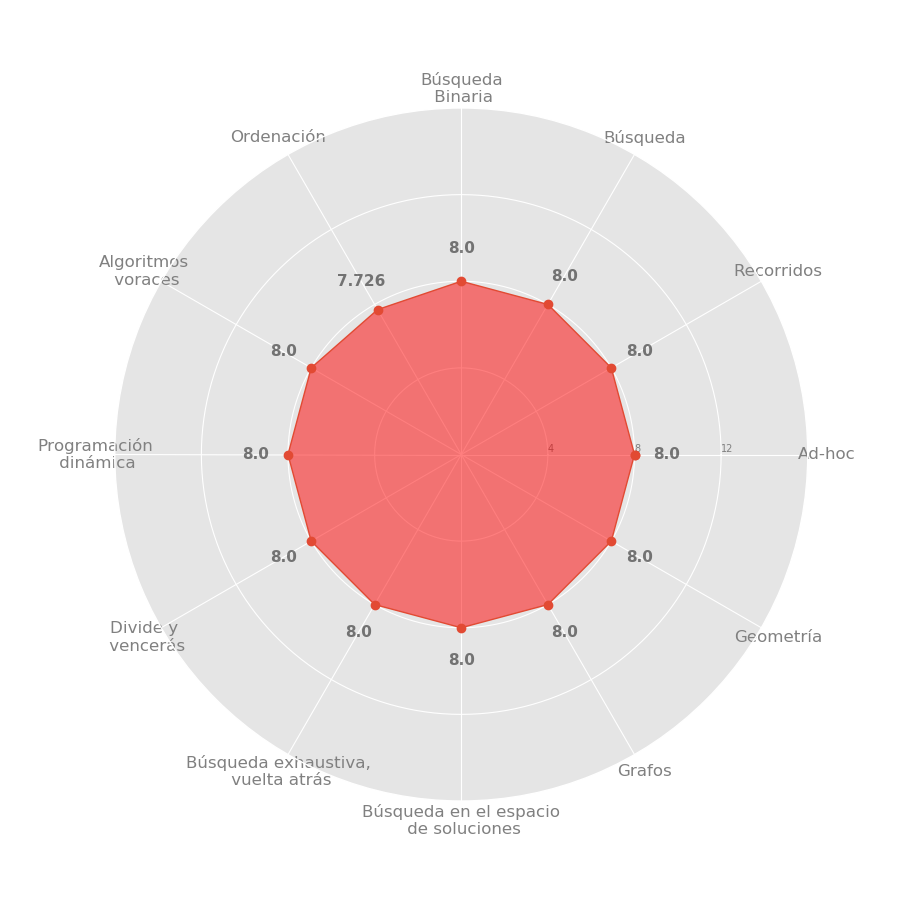 Búsqueda
Binaria
Ordenación
Búsqueda
8.0
Algoritmos
voraces
7.726
8.0
Recorridos
8.0
8.0
Programación
dinámica
8.0
4
8
12
8.0
Ad-hoc
8.0
8.0
Divide y
vencerás
8.0
8.0
8.0
Geometría
Búsqueda exhaustiva,
vuelta atrás
Grafos
Búsqueda en el espacio
de soluciones